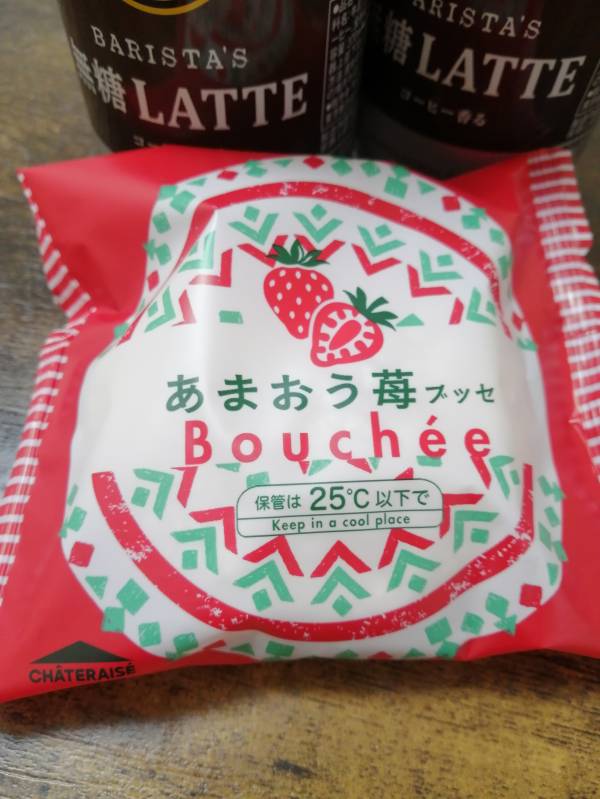 BARISTA'S
無糖 LATTE
BARISTA'S
糖 LATTE
コーヒー香る
あまおう苺ブッセ
Bouchée
保管は 25℃ 以下で
Keep in a cool place
CHÂTERAISÉ